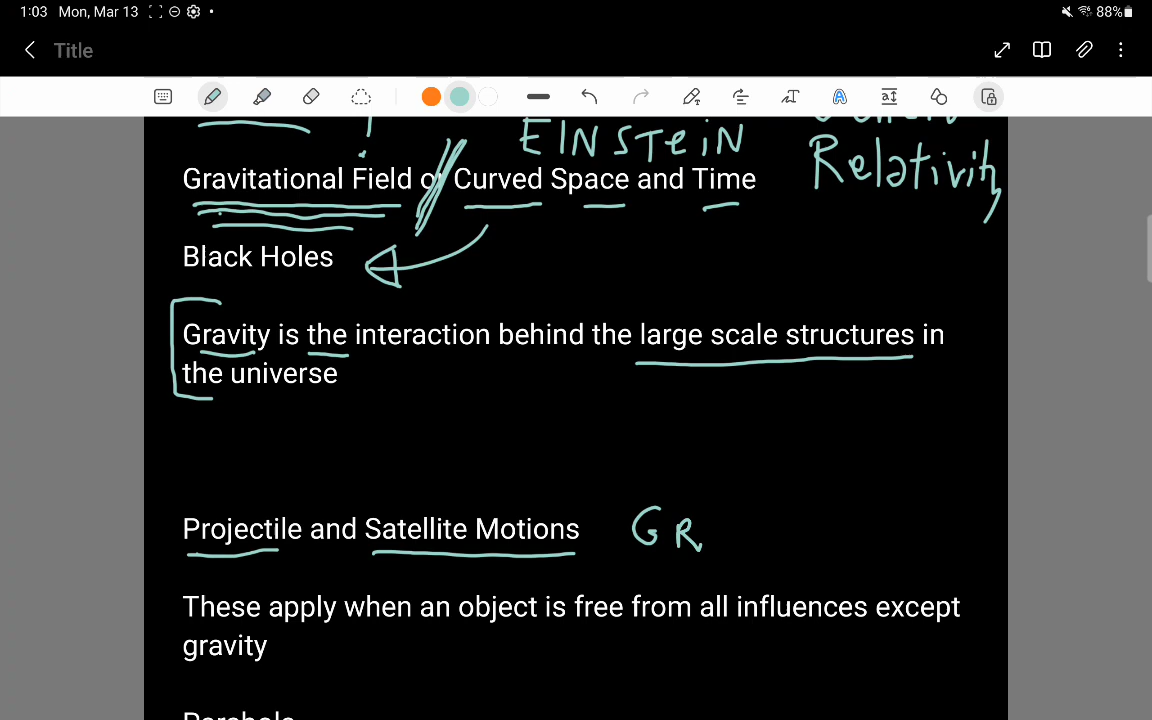 1:03 Mon, Mar 13
88%
Title
EINSTEIN
Relativity
Gravitational Field or Curved Space and Time
Black Holes
Gravity is the interaction behind the large scale structures in
the universe
Projectile and Satellite Motions GR
These apply when an object is free from all influences except
gravity